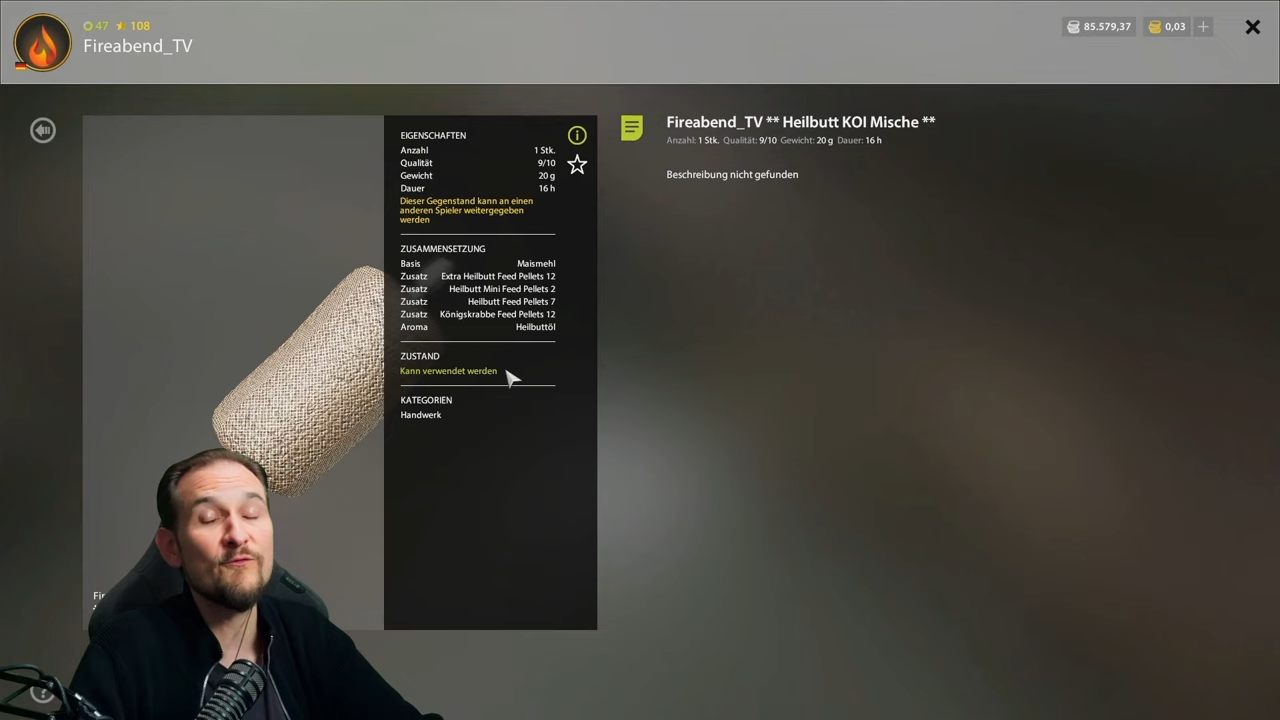 47 108
Fireabend_TV
85.579,37 0,03 +
EIGENSCHAFTEN
Anzahl 1 Stk.
Qualität 9/10
Gewicht 20 g
Dauer 16 h
Dieser Gegenstand kann an einen
anderen Spieler weitergegeben
werden
ZUSAMMENSETZUNG
Basis Maismehl
Zusatz Extra Heilbutt Feed Pellets 12
Zusatz Heilbutt Mini Feed Pellets 2
Zusatz Heilbutt Feed Pellets 7
Zusatz Königskrabbe Feed Pellets 12
Aroma Heilbuttöl
ZUSTAND
Kann verwendet werden
KATEGORIEN
Handwerk
Fireabend_TV ** Heilbutt KOI Mische **
Anzahl: 1 Stk. Qualität: 9/10 Gewicht: 20 g Dauer: 16 h
Beschreibung nicht gefunden